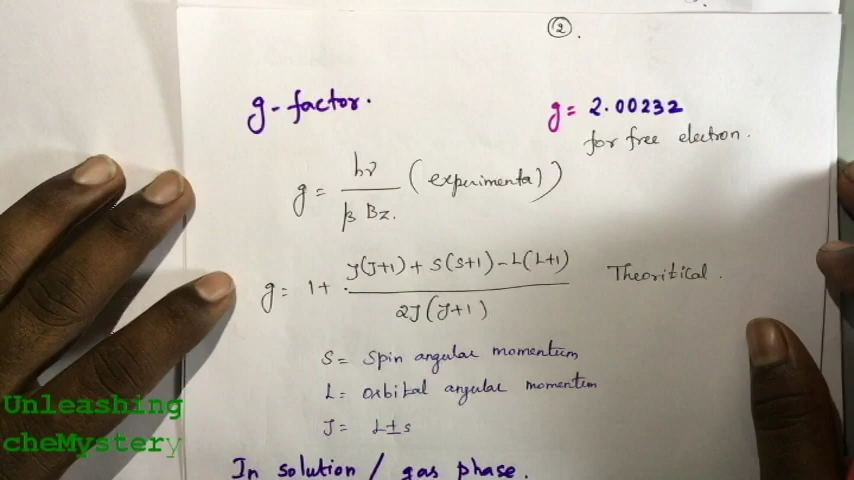 ②.
g-factor.
g = 2.00232
for free electron.
g = hν / β Bz. (experimental)
g = 1 + J(J+1) + S(S+1) - L(L+1) / 2J(J+1) Theoritical.
S = Spin angular momentum
L = orbital angular momentum
J = L±s
In solution / gas phase.
Unleashing
cheMystery